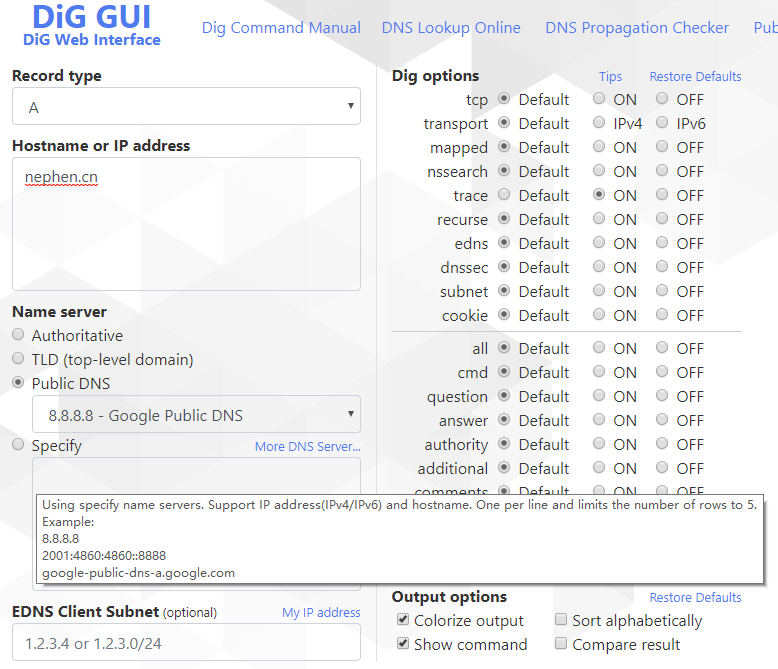 DiG GUI
DiG Web Interface
Dig Command Manual DNS Lookup Online DNS Propagation Checker Pub
Record type
A
Hostname or IP address
nephen.cn
Name server
Authoritative
TLD (top-level domain)
Public DNS
8.8.8.8 - Google Public DNS
Specify More DNS Server...
Using specify name servers. Support IP address(IPv4/IPv6) and hostname. One per line and limits the number of rows to 5.
Example:
8.8.8.8
2001:4860:4860::8888
google-public-dns-a.google.com
EDNS Client Subnet (optional) My IP address
1.2.3.4 or 1.2.3.0/24
Dig options Tips Restore Defaults
tcp Default ON OFF
transport Default IPv4 IPv6
mapped Default ON OFF
nssearch Default ON OFF
trace Default ON OFF
recurse Default ON OFF
edns Default ON OFF
dnssec Default ON OFF
subnet Default ON OFF
cookie Default ON OFF
all Default ON OFF
cmd Default ON OFF
question Default ON OFF
answer Default ON OFF
authority Default ON OFF
additional Default ON OFF
comments Default ON OFF
Output options Restore Defaults
Colorize output Sort alphabetically
Show command Compare result